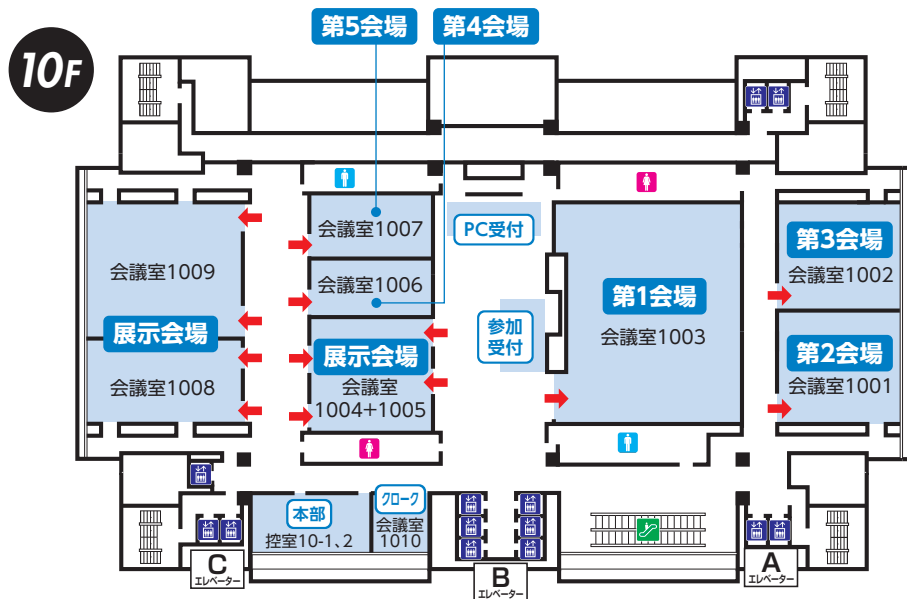 10F
第5会場
第4会場
会議室1007
PC受付
第3会場
会議室1009
会議室1006
第1会場
会議室1002
展示会場
参加
受付
会議室1003
展示会場
第2会場
会議室1008
会議室
1004+1005
会議室1001
本部
控室10-1、2
クローク
会議室
1010
C
エレベーター
B
エレベーター
A
エレベーター